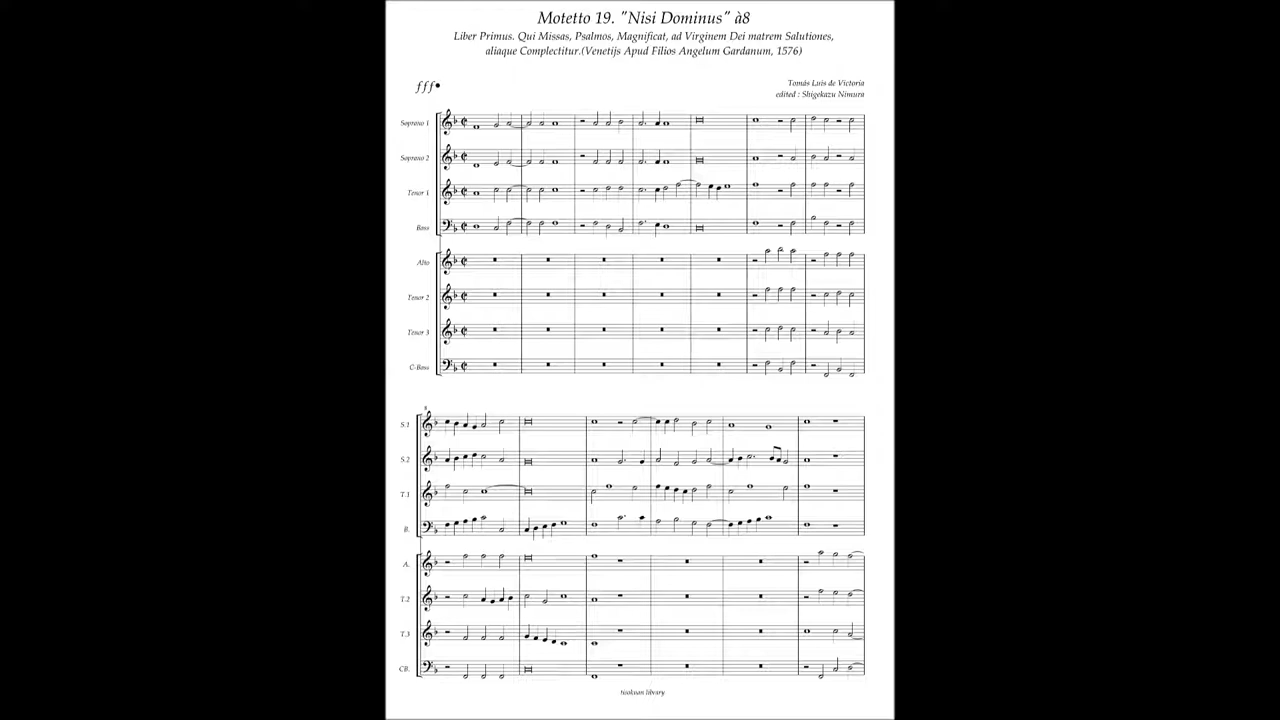 Motetto 19. "Nisi Dominus" à8
Liber Primus. Qui Missas, Psalmos, Magnificat, ad Virginem Dei matrem Salutiones,
aliaque Complectitur.(Venetijs Apud Filios Angelum Gardanum, 1576)
fff
Tomás Luis de Victoria
edited : Shigekazu Nimura
Soprano 1
Soprano 2
Tenor 1
Bass
Alto
Tenor 2
Tenor 3
C-Bass
8
S.1
S.2
T.1
B.
A.
T.2
T.3
CB.
library